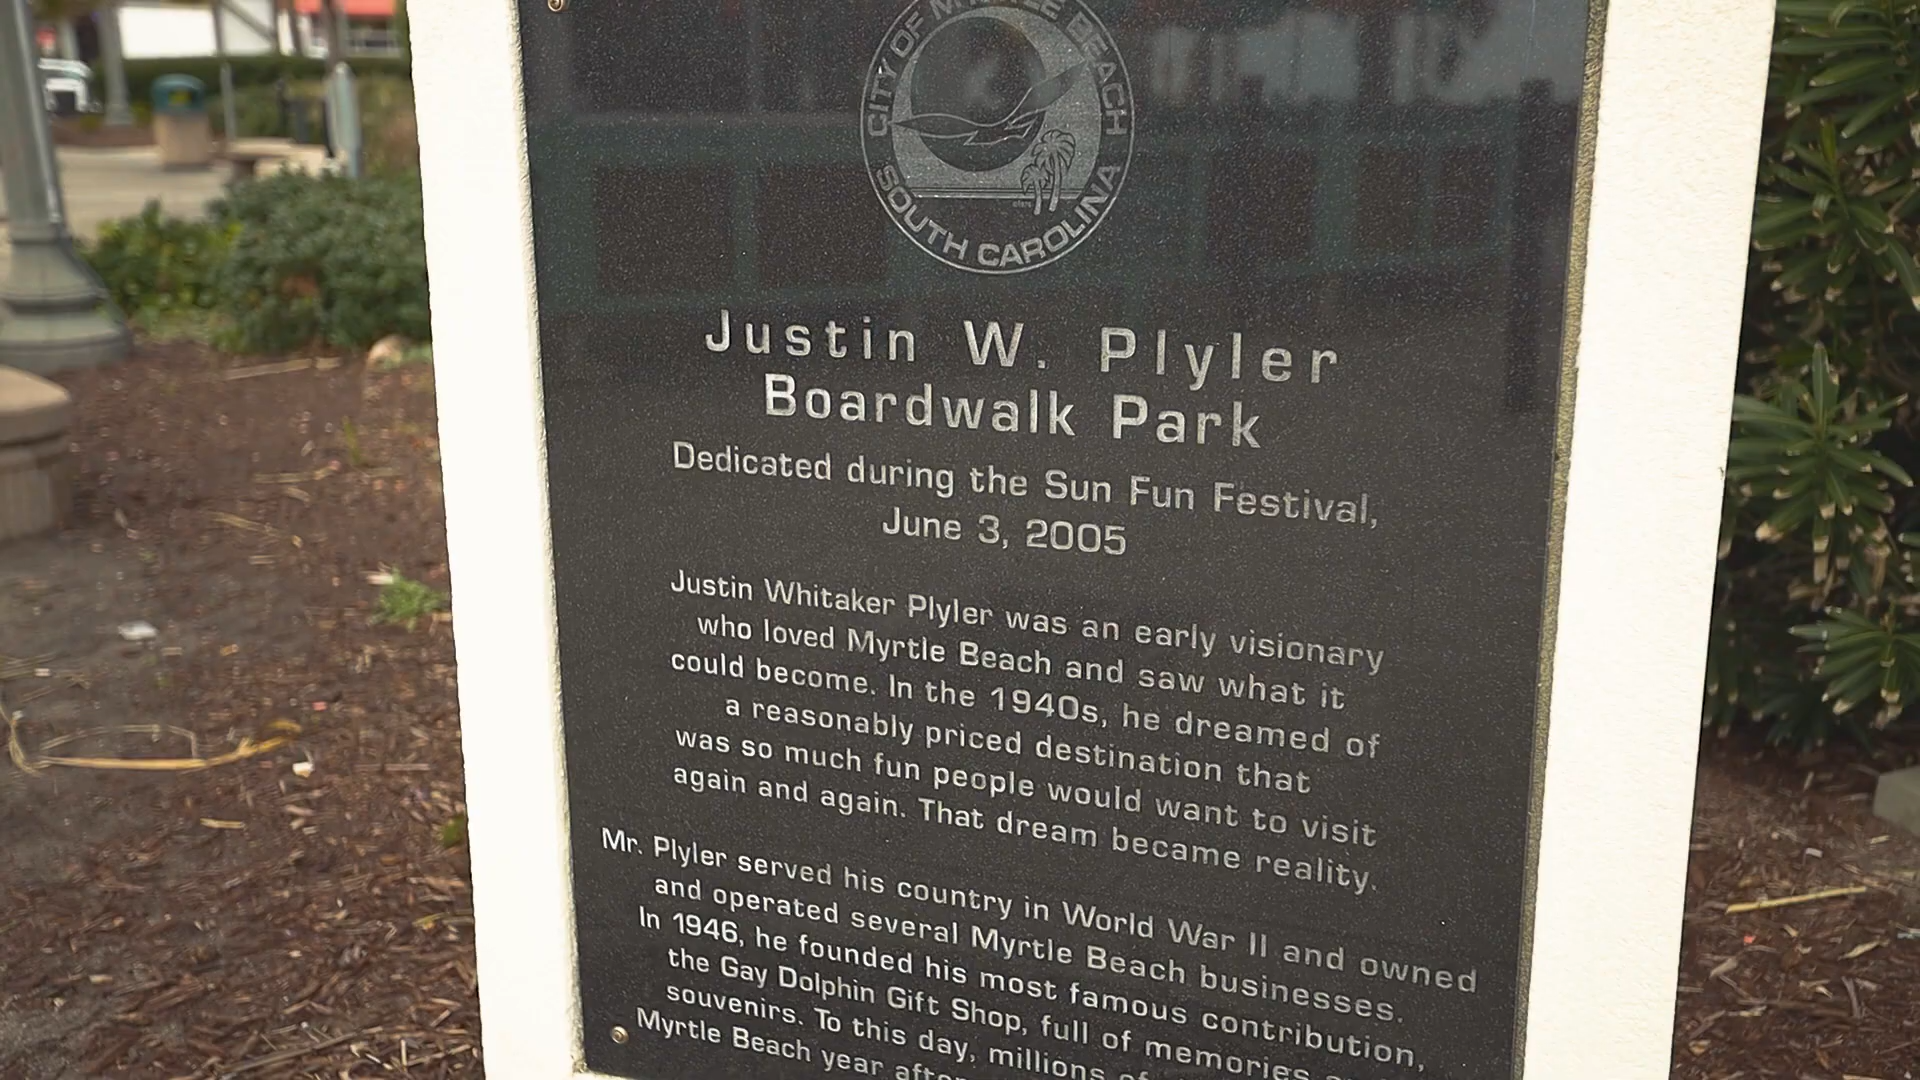 CITY OF MYRTLE BEACH
SOUTH CAROLINA
Justin W. Plyler
Boardwalk Park
Dedicated during the Sun Fun Festival,
June 3, 2005
Justin Whitaker Plyler was an early visionary
who loved Myrtle Beach and saw what it
could become. In the 1940s, he dreamed of
a reasonably priced destination that
was so much fun people would want to visit
again and again. That dream became reality.
Mr. Plyler served his country in World War II and owned
and operated several Myrtle Beach businesses.
In 1946, he founded his most famous contribution,
the Gay Dolphin Gift Shop, full of memories
souvenirs. To this day, millions of
Myrtle Beach year after